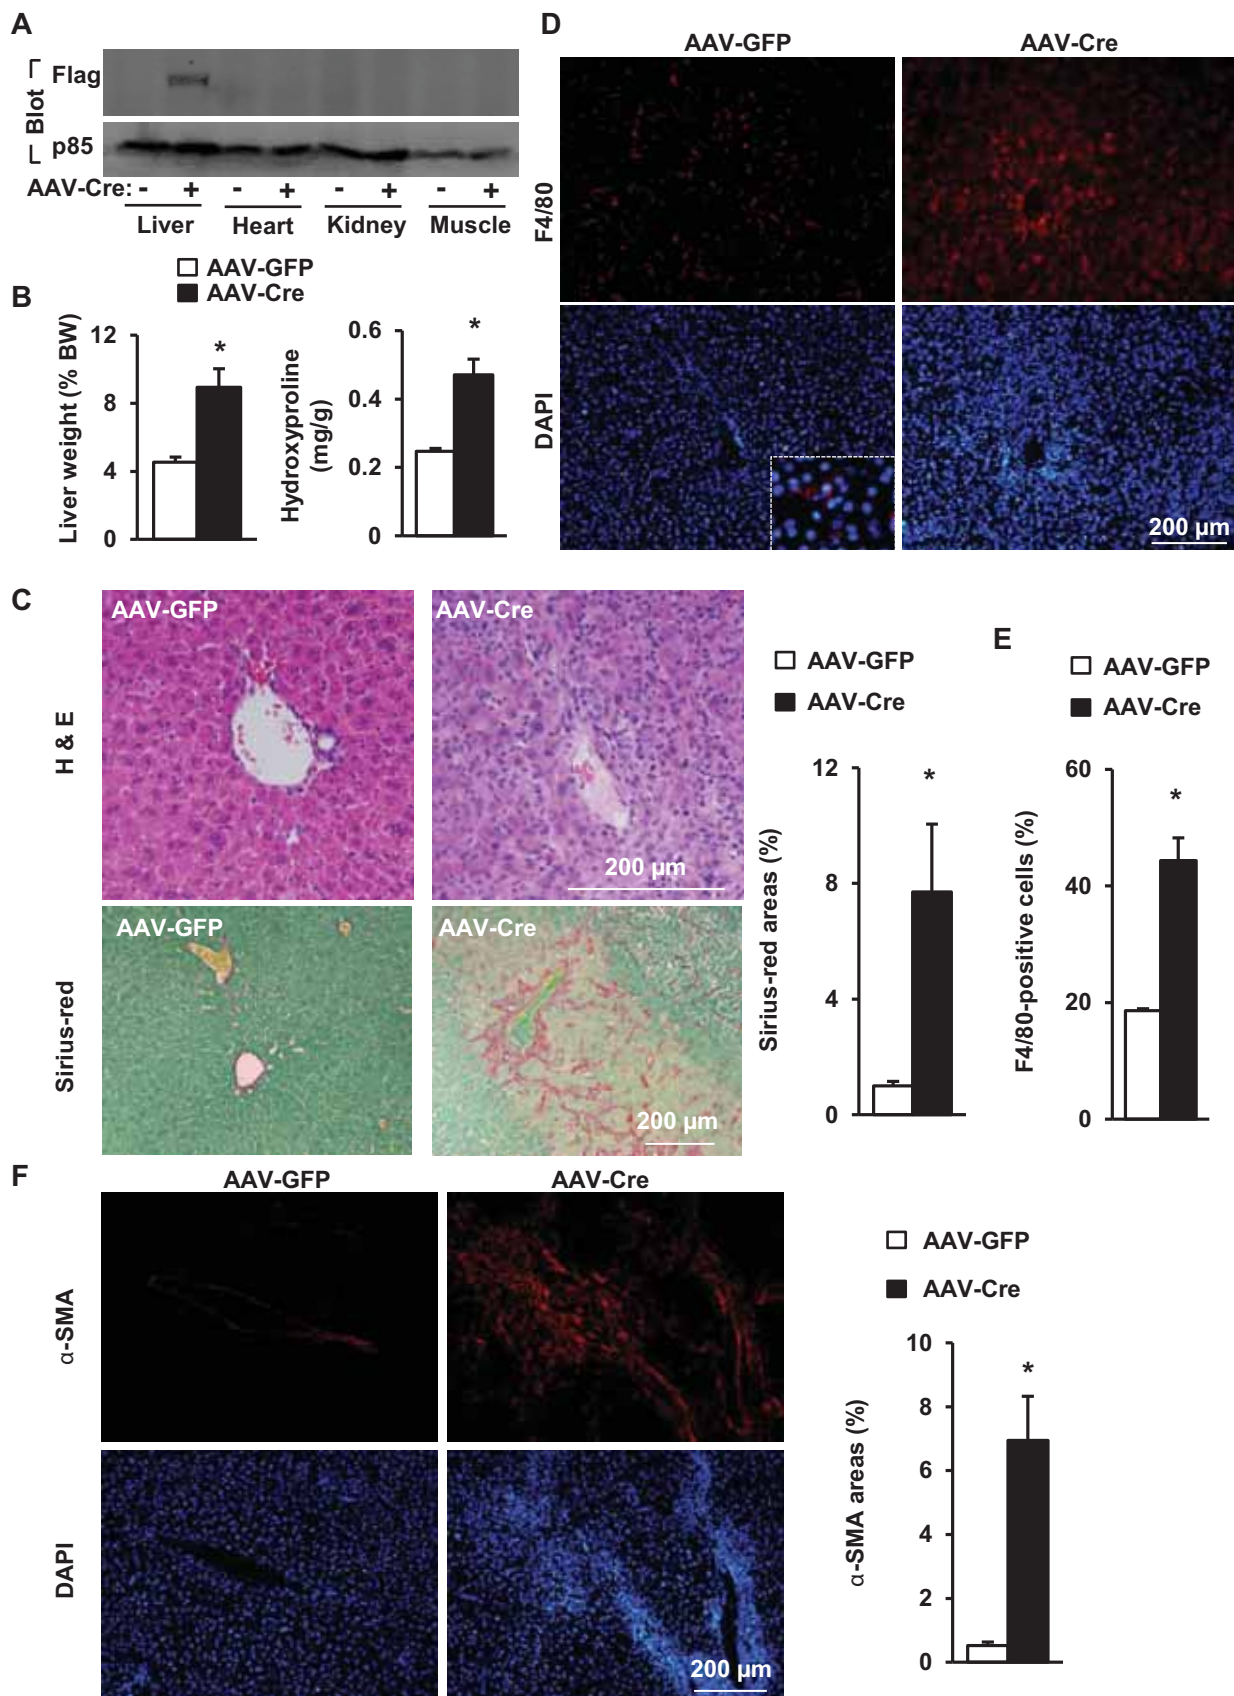 A
Blot
Flag
p85
AAV-Cre: - + - + - + - +
Liver Heart Kidney Muscle
B
AAV-GFP
AAV-Cre
Liver weight (% BW)
12
8
4
0
*
Hydroxyproline
(mg/g)
0.6
0.4
0.2
0
*
C
H & E
AAV-GFP
AAV-Cre
200 µm
Sirius-red
AAV-GFP
AAV-Cre
200 µm
AAV-GFP
AAV-Cre
Sirius-red areas (%)
12
8
4
0
*
D
AAV-GFP AAV-Cre
F4/80
DAPI
200 µm
E
AAV-GFP
AAV-Cre
F4/80-positive cells (%)
60
40
20
0
*
F
AAV-GFP AAV-Cre
α-SMA
DAPI
200 µm
AAV-GFP
AAV-Cre
α-SMA areas (%)
10
8
6
4
2
0
*